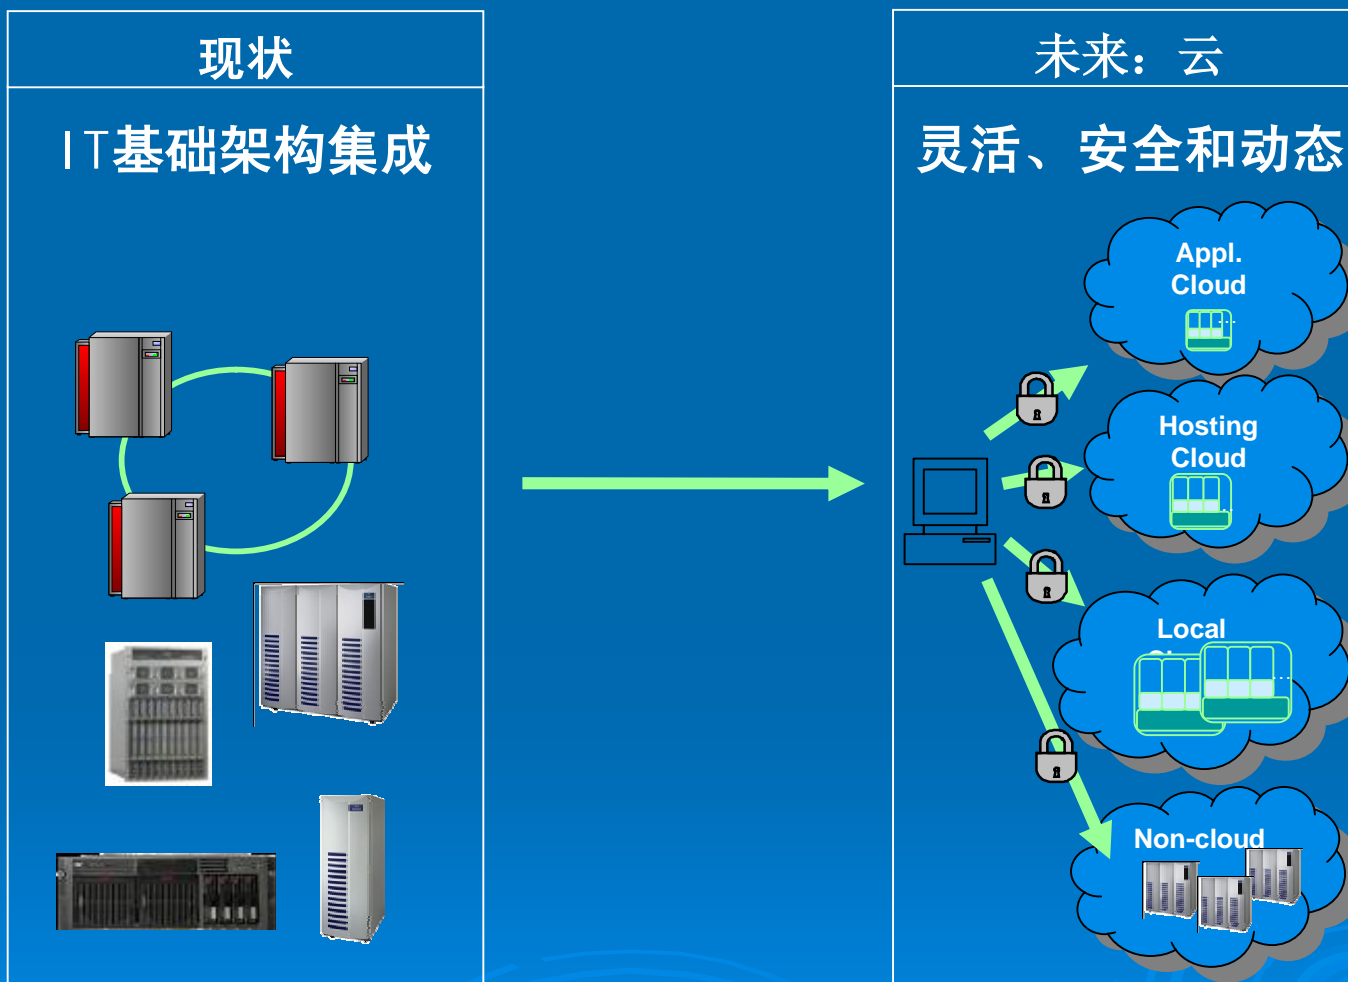 现状
IT基础架构集成
未来：云
灵活、安全和动态
Appl.
Cloud
Hosting
Cloud
Local
Non-cloud